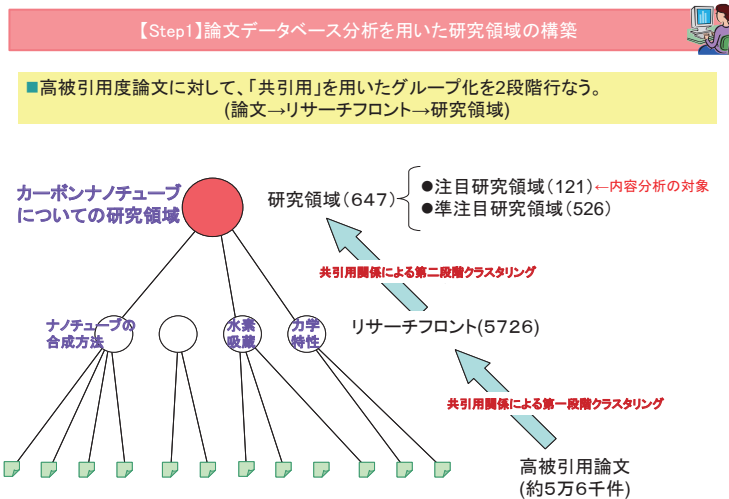 【Step1】論文データベース分析を用いた研究領域の構築
■高被引用度論文に対して、「共引用」を用いたグループ化を2段階行なう。
(論文→リサーチフロント→研究領域)
カーボンナノチューブ
についての研究領域
研究領域(647)
●注目研究領域(121)←内容分析の対象
●準注目研究領域(526)
共引用関係による第二段階クラスタリング
ナノチューブの
合成方法
水素
吸蔵
力学
特性
リサーチフロント(5726)
共引用関係による第一段階クラスタリング
高被引用論文
(約5万6千件)